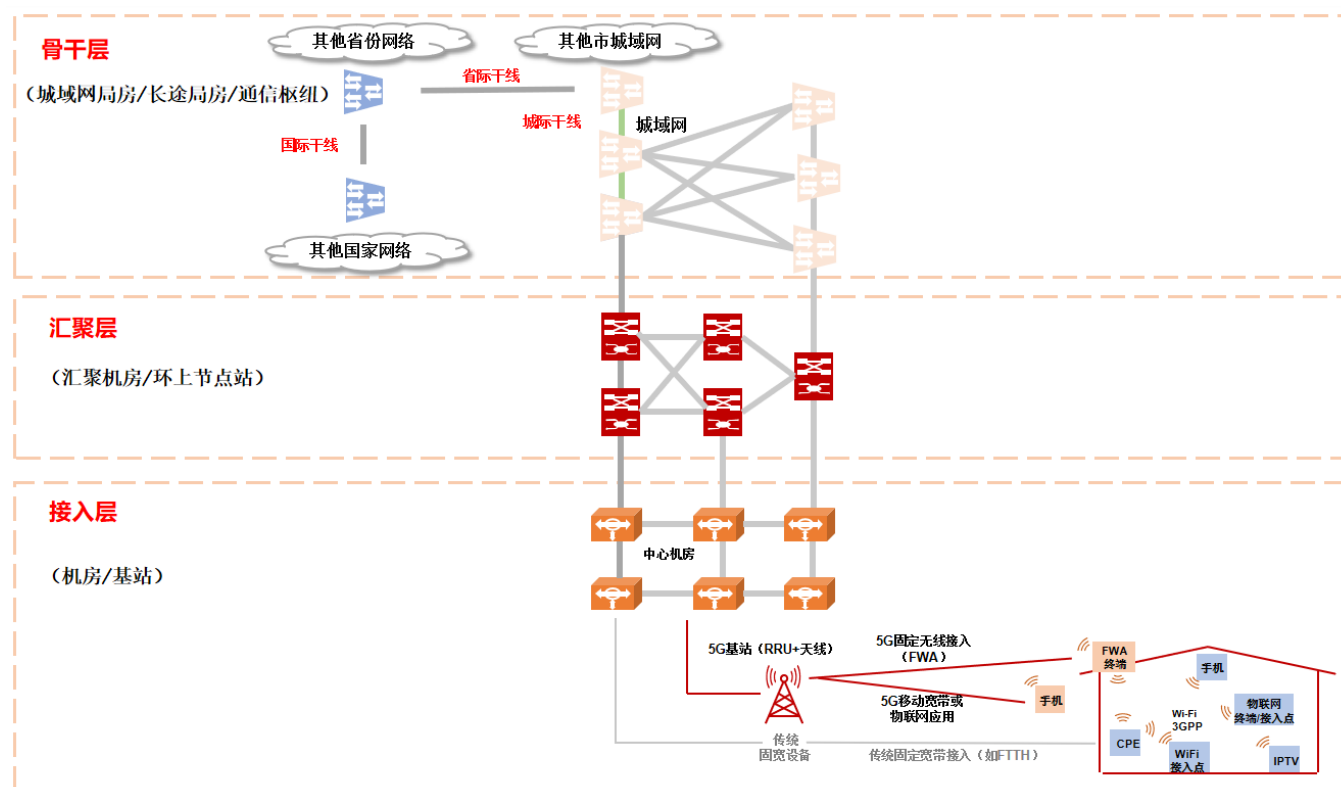 骨干层
（城域网局房/长途局房/通信枢纽）
其他省份网络
其他市城域网
省际干线
城际干线
城域网
国际干线
其他国家网络
汇聚层
（汇聚机房/环上节点站）
接入层
（机房/基站）
中心机房
5G基站（RRU+天线）
5G固定无线接入
（FWA）
FWA
终端
手机
5G移动宽带或
物联网应用
手机
物联网
终端/接入点
Wi-Fi
3GPP
CPE
WiFi
接入点
IPTV
传统
固宽设备
传统固定宽带接入（如FTTH）